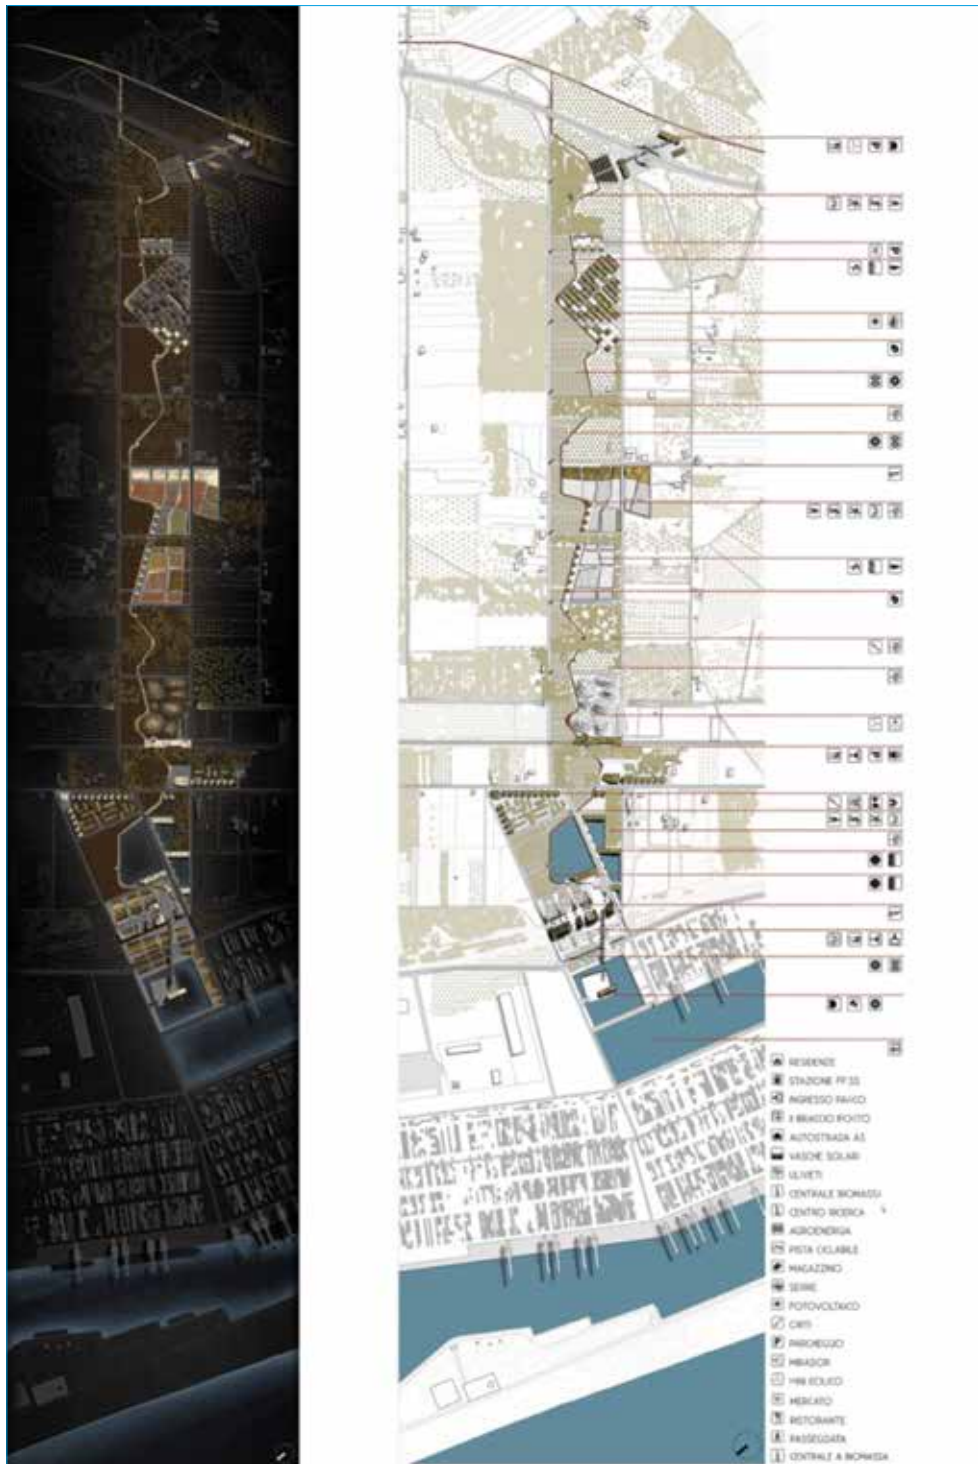 RESIDENZE
STAZIONE FF.SS
INGRESSO PARCO
II BRACCIO PORTO
AUTOSTRADA A5
VASCHE SOLARI
ULIVETI
CENTRALE BIOMASSA
CENTRO RICERCA
AGROENERGIA
PISTA CICLABILE
MAGAZZINO
SERRE
FOTOVOLTAICO
ORTI
PARCHEGGIO
MIRADOR
MINI EOLICO
MERCATO
RISTORANTE
PASSEGGIATA
CENTRALE A BIOMASSA